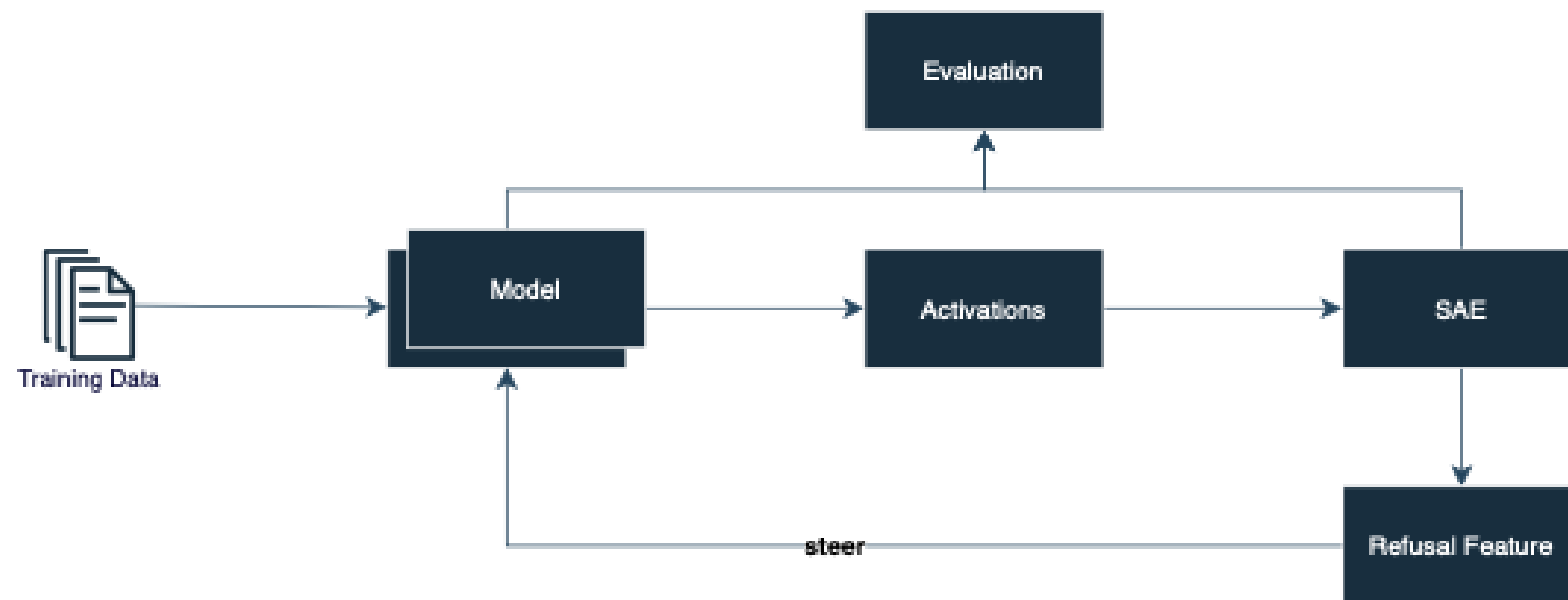 Evaluation
Model
Activations
SAE
Training Data
steer
Refusal Feature